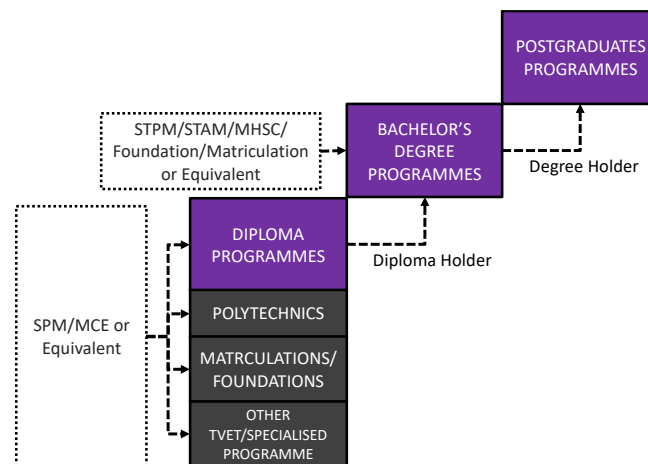 POSTGRADUATES
PROGRAMMES
STPM/STAM/MHSC/
Foundation/Matriculation
or Equivalent
BACHELOR'S
DEGREE
PROGRAMMES
Degree Holder
DIPLOMA
PROGRAMMES
Diploma Holder
SPM/MCE or
Equivalent
POLYTECHNICS
MATRCULATIONS/
FOUNDATIONS
OTHER
TVET/SPECIALISED
PROGRAMME